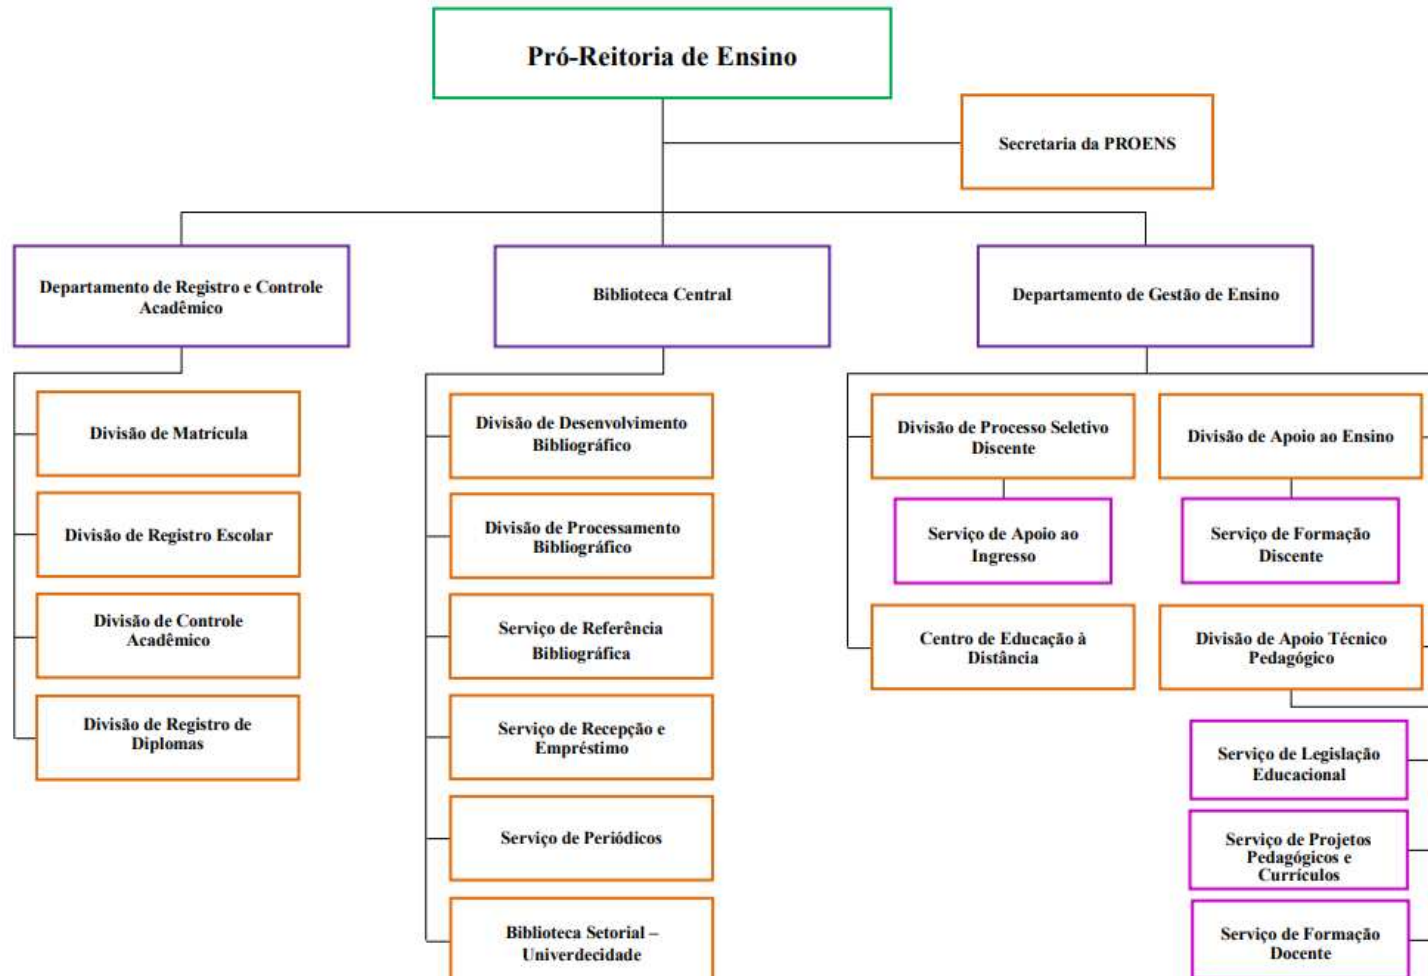 Pró-Reitoria de Ensino
Secretaria da PROENS
Departamento de Registro e Controle
Acadêmico
Biblioteca Central
Departamento de Gestão de Ensino
Divisão de Matrícula
Divisão de Registro Escolar
Divisão de Controle
Acadêmico
Divisão de Registro de
Diplomas
Divisão de Desenvolvimento
Bibliográfico
Divisão de Processamento
Bibliográfico
Serviço de Referência
Bibliográfica
Serviço de Recepção e
Empréstimo
Serviço de Periódicos
Biblioteca Setorial –
Univerdecidade
Divisão de Processo Seletivo
Discente
Serviço de Apoio ao
Ingresso
Centro de Educação à
Distância
Divisão de Apoio ao Ensino
Serviço de Formação
Discente
Divisão de Apoio Técnico
Pedagógico
Serviço de Legislação
Educacional
Serviço de Projetos
Pedagógicos e
Currículos
Serviço de Formação
Docente